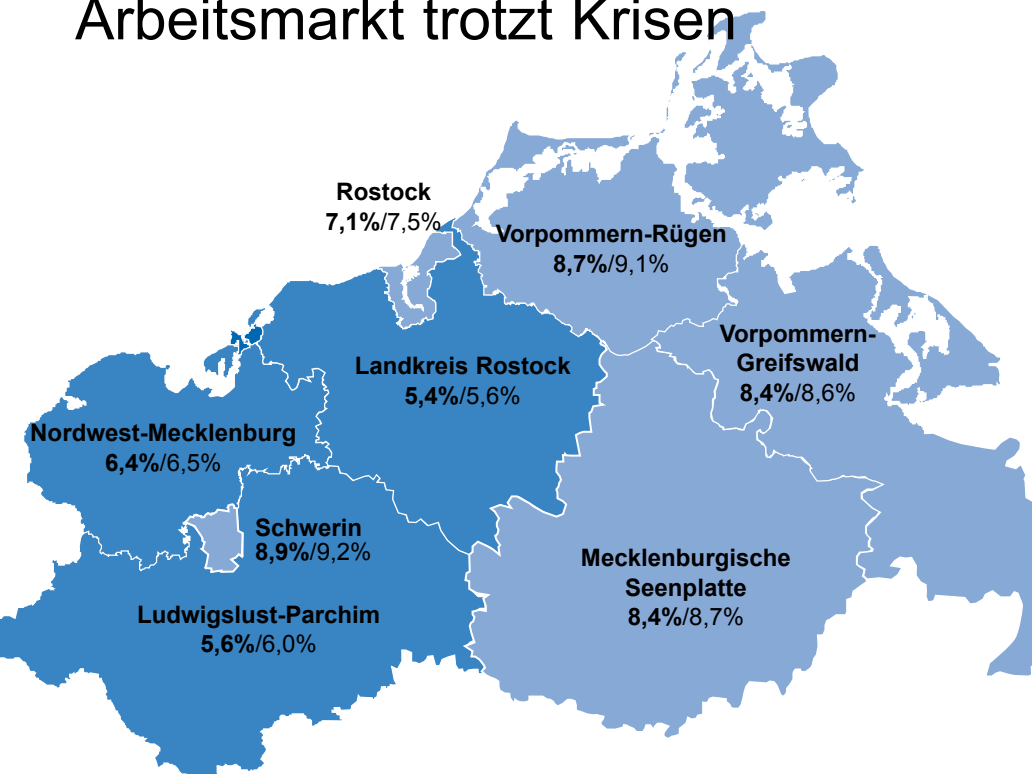 Arbeitsmarkt trotzt Krisen
Rostock
7,1%/7,5%
Vorpommern-Rügen
8,7%/9,1%
Vorpommern-
Greifswald
8,4%/8,6%
Landkreis Rostock
5,4%/5,6%
Nordwest-Mecklenburg
6,4%/6,5%
Schwerin
8,9%/9,2%
Mecklenburgische
Seenplatte
8,4%/8,7%
Ludwigslust-Parchim
5,6%/6,0%